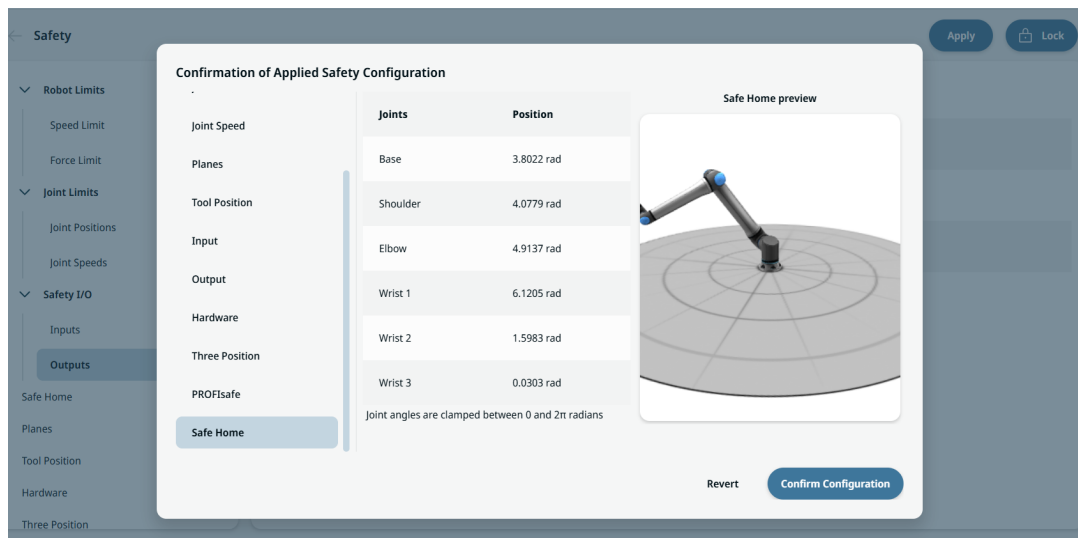 Safety
Apply
Lock
Robot Limits
Speed Limit
Force Limit
Joint Limits
Joint Positions
Joint Speeds
Safety I/O
Inputs
Outputs
Safe Home
Planes
Tool Position
Hardware
Three Position
Confirmation of Applied Safety Configuration
Joint Speed
Planes
Tool Position
Input
Output
Hardware
Three Position
PROFIsafe
Safe Home
Joints Position
Base 3.8022 rad
Shoulder 4.0779 rad
Elbow 4.9137 rad
Wrist 1 6.1205 rad
Wrist 2 1.5983 rad
Wrist 3 0.0303 rad
Joint angles are clamped between 0 and 2π radians
Safe Home preview
Revert
Confirm Configuration